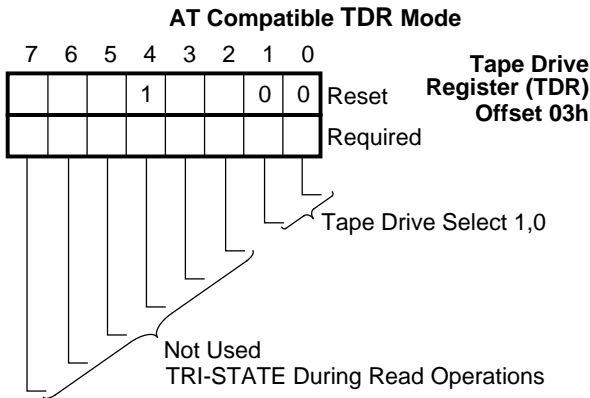 AT Compatible TDR Mode
7 6 5 4 3 2 1 0
Tape Drive
Register (TDR)
Offset 03h
1 0 0 Reset
Required
Tape Drive Select 1,0
Not Used
TRI-STATE During Read Operations